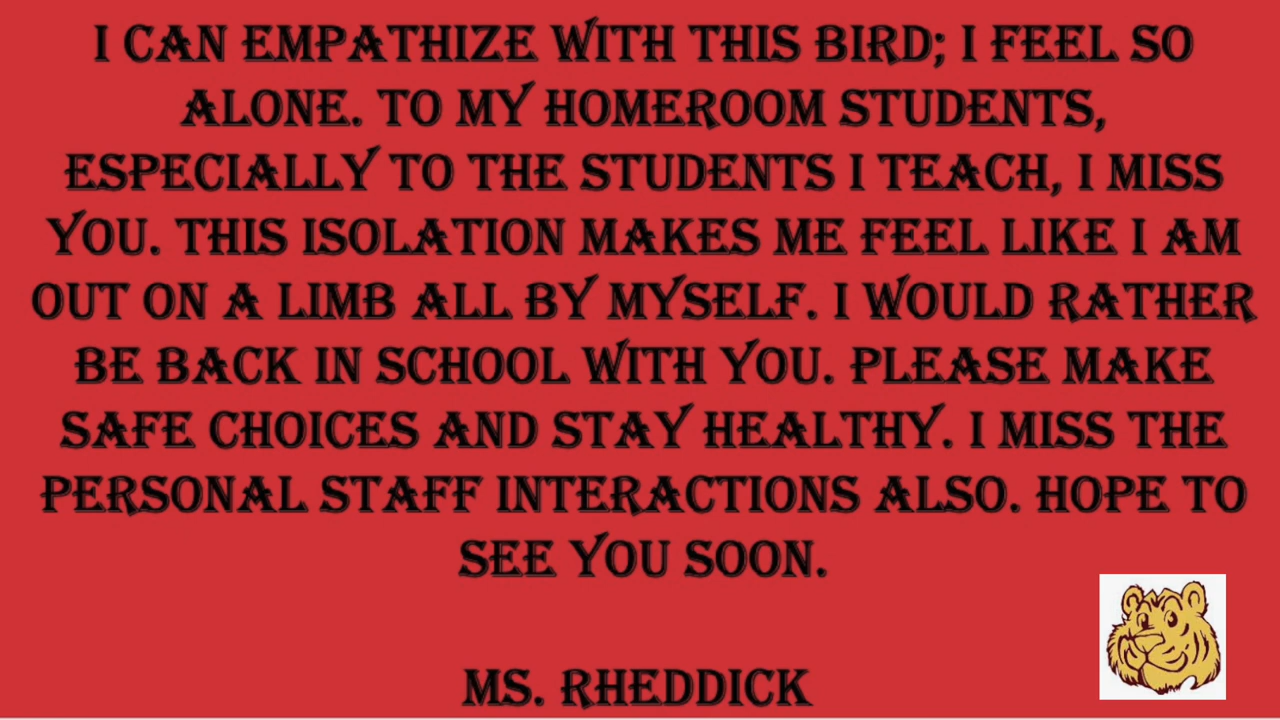 I CAN EMPATHIZE WITH THIS BIRD; I FEEL SO
ALONE. TO MY HOMEROOM STUDENTS,
ESPECIALLY TO THE STUDENTS I TEACH, I MISS
YOU. THIS ISOLATION MAKES ME FEEL LIKE I AM
OUT ON A LIMB ALL BY MYSELF. I WOULD RATHER
BE BACK IN SCHOOL WITH YOU. PLEASE MAKE
SAFE CHOICES AND STAY HEALTHY. I MISS THE
PERSONAL STAFF INTERACTIONS ALSO. HOPE TO
SEE YOU SOON.
MS. RHEDDICK